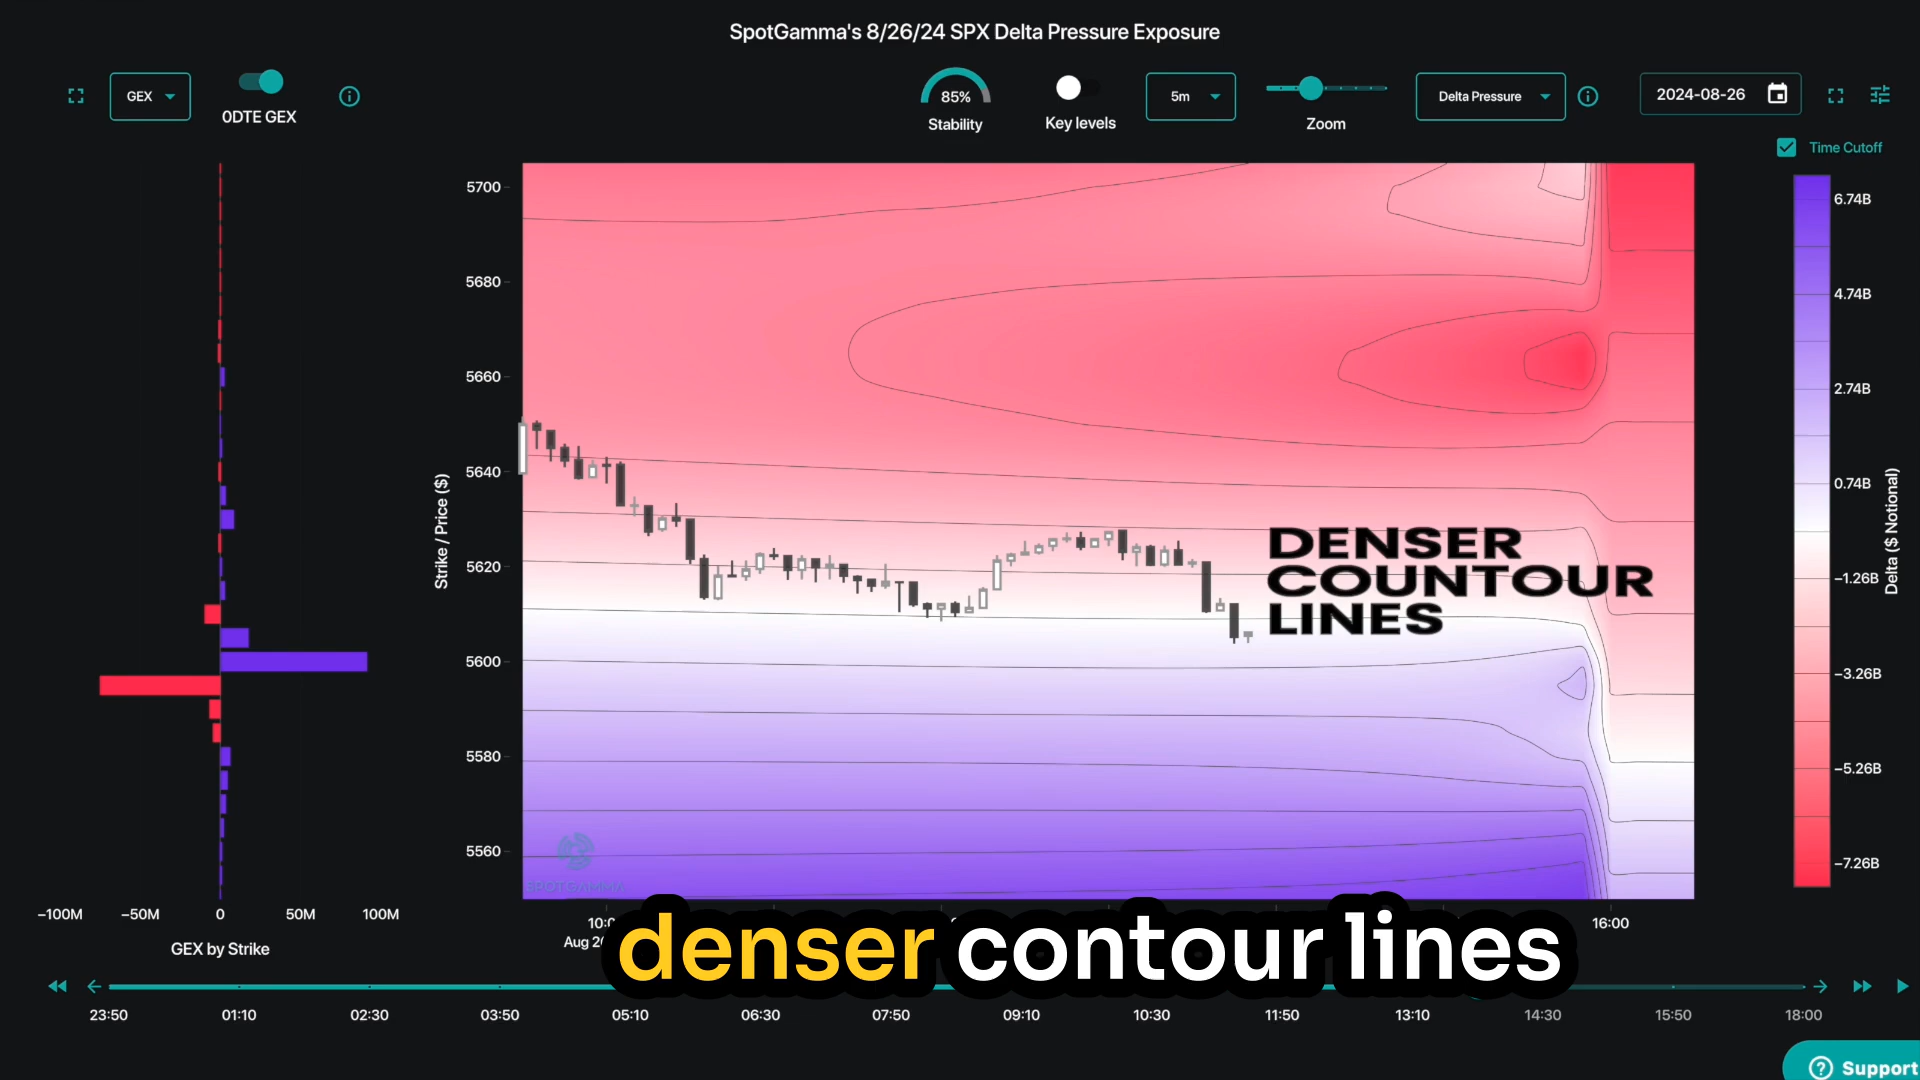 SpotGamma's 8/26/24 SPX Delta Pressure Exposure
GEX
0DTE GEX
85%
Stability
Key levels
5m
Zoom
Delta Pressure
2024-08-26
Time Cutoff
5700
5680
5660
5640
5620
5600
5580
5560
Strike / Price ($)
DENSER
COUNTOUR
LINES
6.74B
4.74B
2.74B
0.74B
−1.26B
−3.26B
−5.26B
−7.26B
Delta ($ Notional)
SPOTGAMMA
−100M
−50M
0
50M
100M
GEX by Strike
16:00
denser contour lines
23:50
01:10
02:30
03:50
05:10
06:30
07:50
09:10
10:30
11:50
13:10
14:30
15:50
18:00
Support